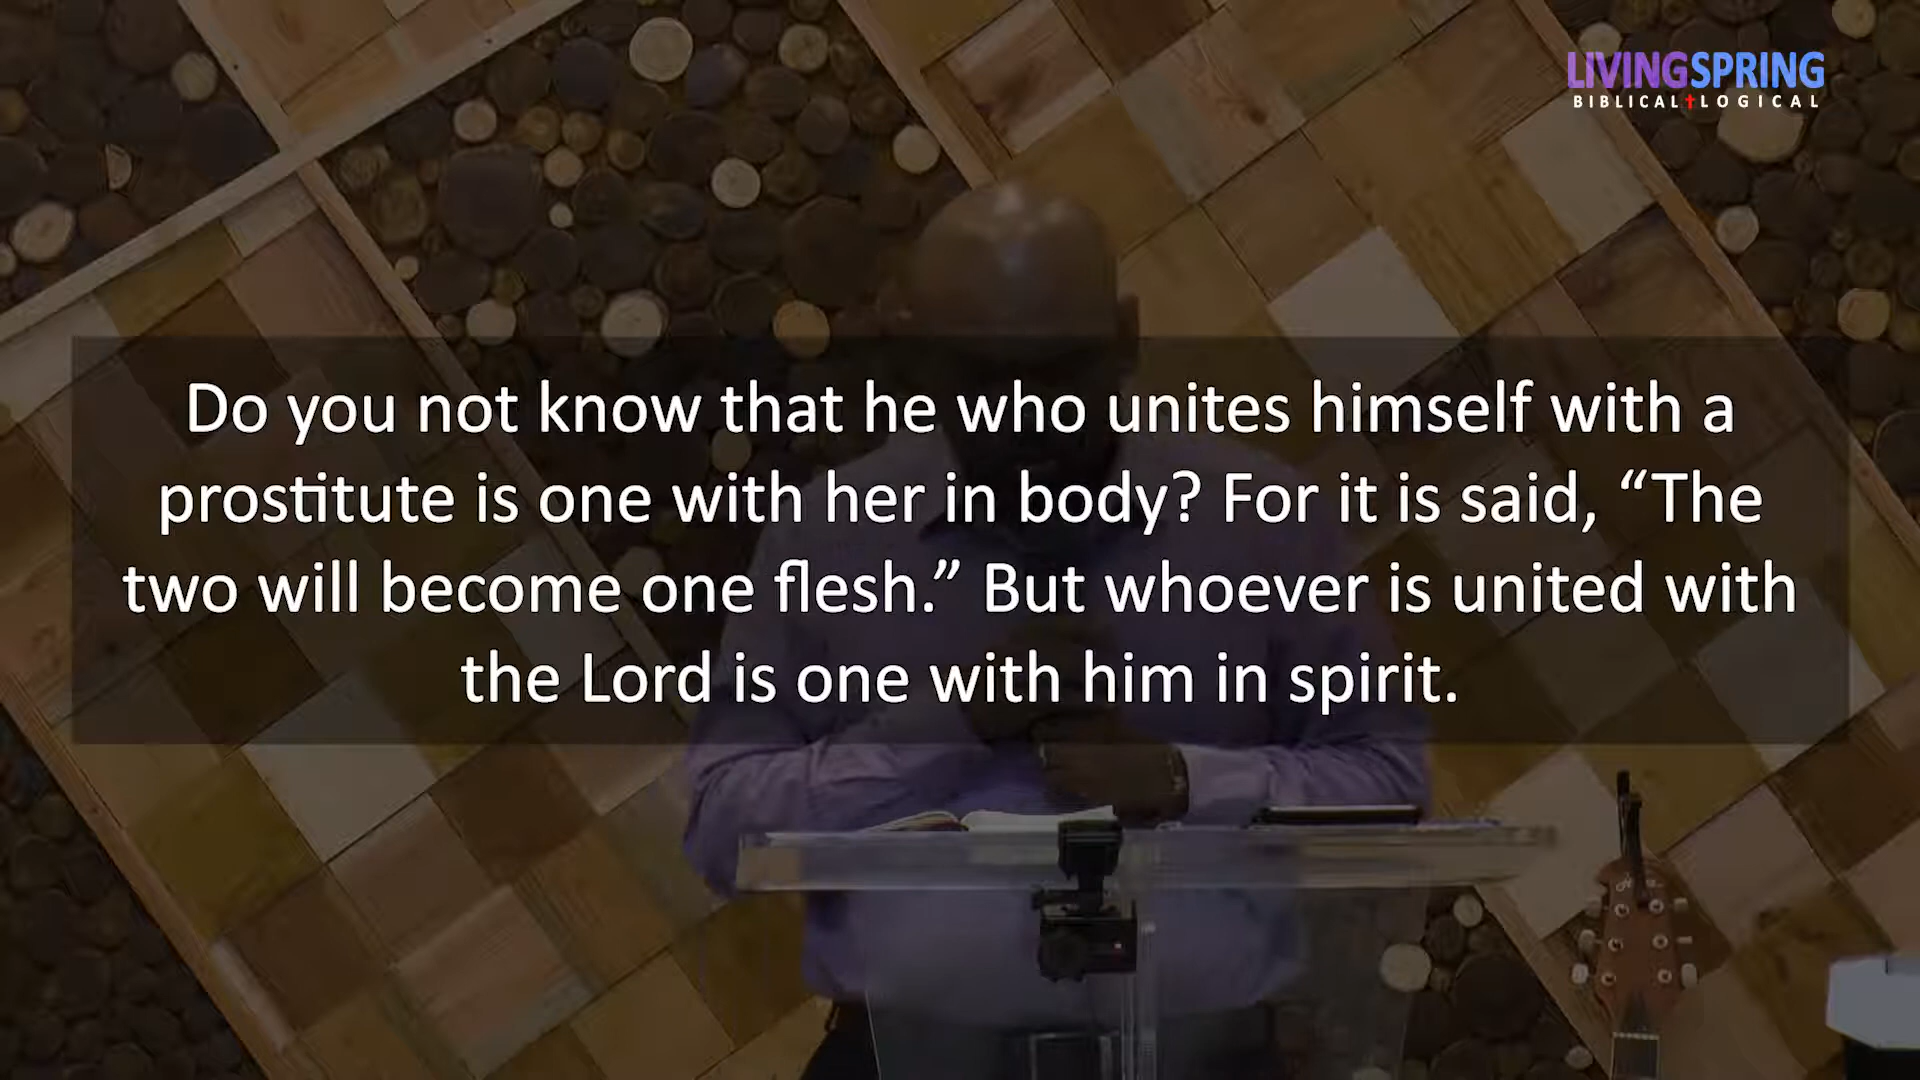 LIVINGSPRING
BIBLICAL✝LOGICAL
Do you not know that he who unites himself with a
prostitute is one with her in body? For it is said, “The
two will become one flesh.” But whoever is united with
the Lord is one with him in spirit.